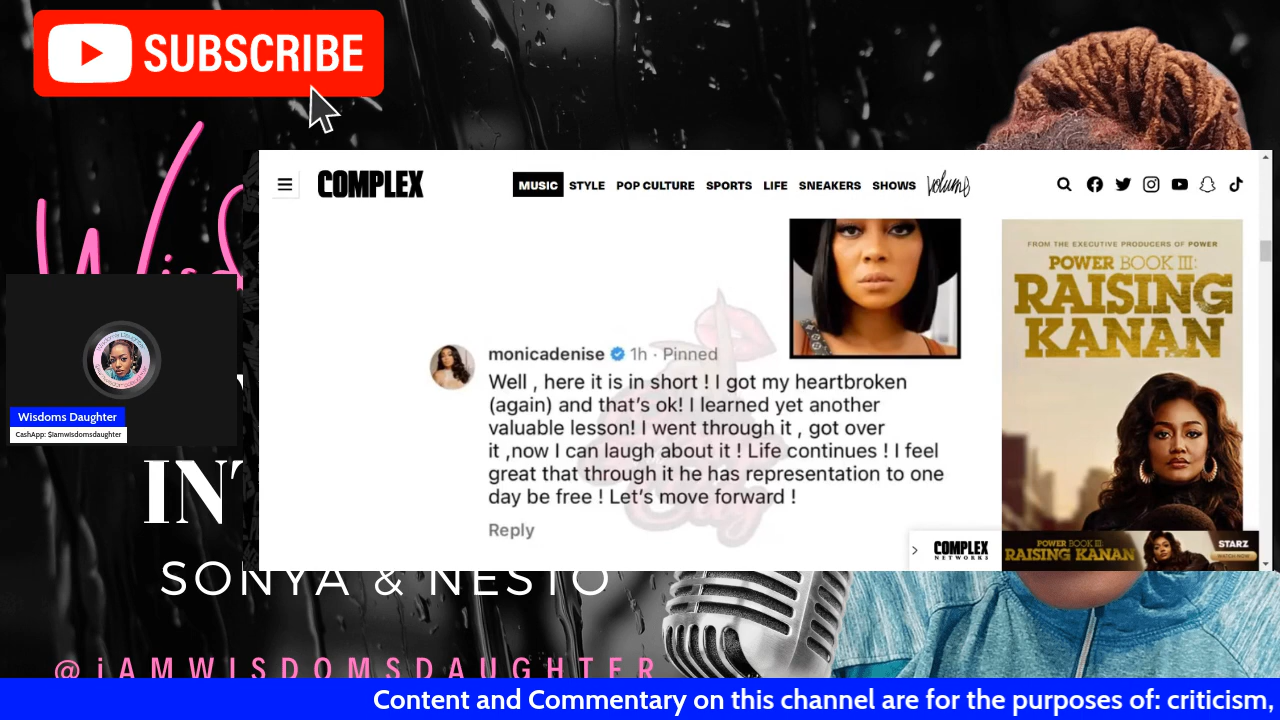 SUBSCRIBE
COMPLEX
MUSIC STYLE POP CULTURE SPORTS LIFE SNEAKERS SHOWS Volume
FROM THE EXECUTIVE PRODUCERS OF POWER
POWER BOOK III:
RAISING
KANAN
monicadenise 1h · Pinned
Well , here it is in short ! I got my heartbroken
(again) and that's ok! I learned yet another
valuable lesson! I went through it , got over
it ,now I can laugh about it ! Life continues ! I feel
great that through it he has representation to one
day be free ! Let's move forward !
Reply
COMPLEX
NETWORKS
POWER BOOK III:
RAISING KANAN
STARZ
WATCH NOW
Wisdoms Daughter
CashApp: $iamwisdomsdaughter
SONYA & NESTO
@iAMWISDOMSDAUGHTER
Content and Commentary on this channel are for the purposes of: criticism,